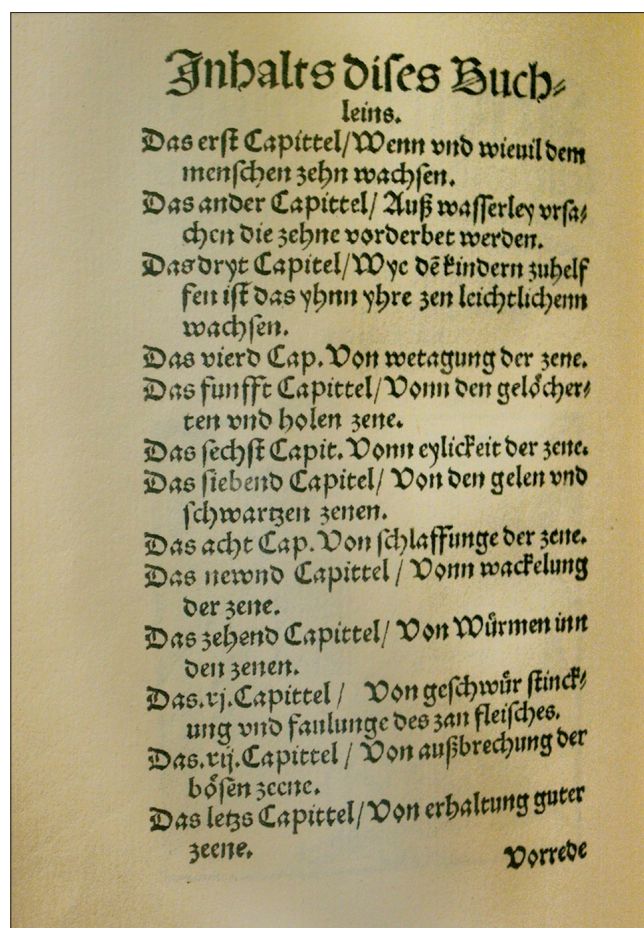 Inhalts diſes Buch⸗
leins.
Das erſt Capittel/Wenn vnd wieuil dem
menſchen zehn wachſen.
Das ander Capittel/ Auß waſſerley vrſa⸗
chen die zehne vorderbet werden.
Das dryt Capitel/Wye dẽ kindern zuhelf
fen iſt das yhnn yhre zen leichtlichenn
wachſen.
Das vierd Cap. Von wetagung der zene.
Das funfft Capittel/Vonn den gelöcher⸗
ten vnd holen zene.
Das ſechſt Capit. Vonn eylickeit der zene.
Das ſiebend Capitel/ Von den gelen vnd
ſchwartzen zenen.
Das acht Cap. Von ſchlaffunge der zene.
Das newnd Capittel / Vonn wackelung
der zene.
Das zehend Capittel/ Von Würmen inn
den zenen.
Das.xj.Capittel / Von geſchwür ſtinck⸗
ung vnd faulunge des zan fleiſches.
Das.xij.Capittel / Von außbrechung der
böſen zeene.
Das letzs Capittel/Von erhaltung guter
zeene.
Vorrede